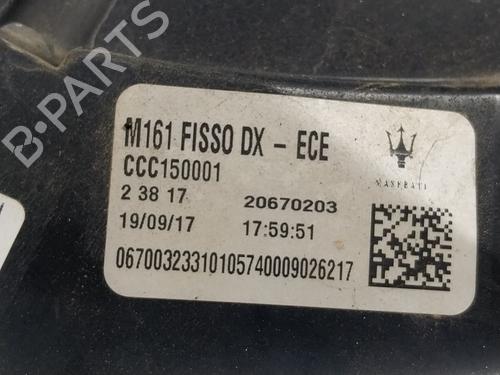 M161 FISSO DX - ECE
CCC150001
MASERATI
2 38 17 20670203
19/09/17 17:59:51
06700323310105740009026217
B-PARTS